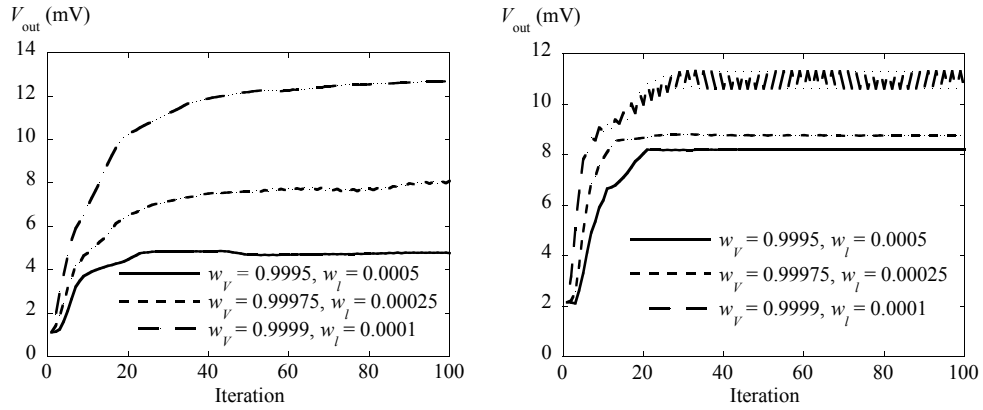 V_out (mV)
14
12
10
8
6
4
2
0
0 20 40 60 80 100
Iteration
w_V = 0.9995, w_l = 0.0005
w_V = 0.99975, w_l = 0.00025
w_V = 0.9999, w_l = 0.0001
V_out (mV)
12
10
8
6
4
2
0
0 20 40 60 80 100
Iteration
w_V = 0.9995, w_l = 0.0005
w_V = 0.99975, w_l = 0.00025
w_V = 0.9999, w_l = 0.0001